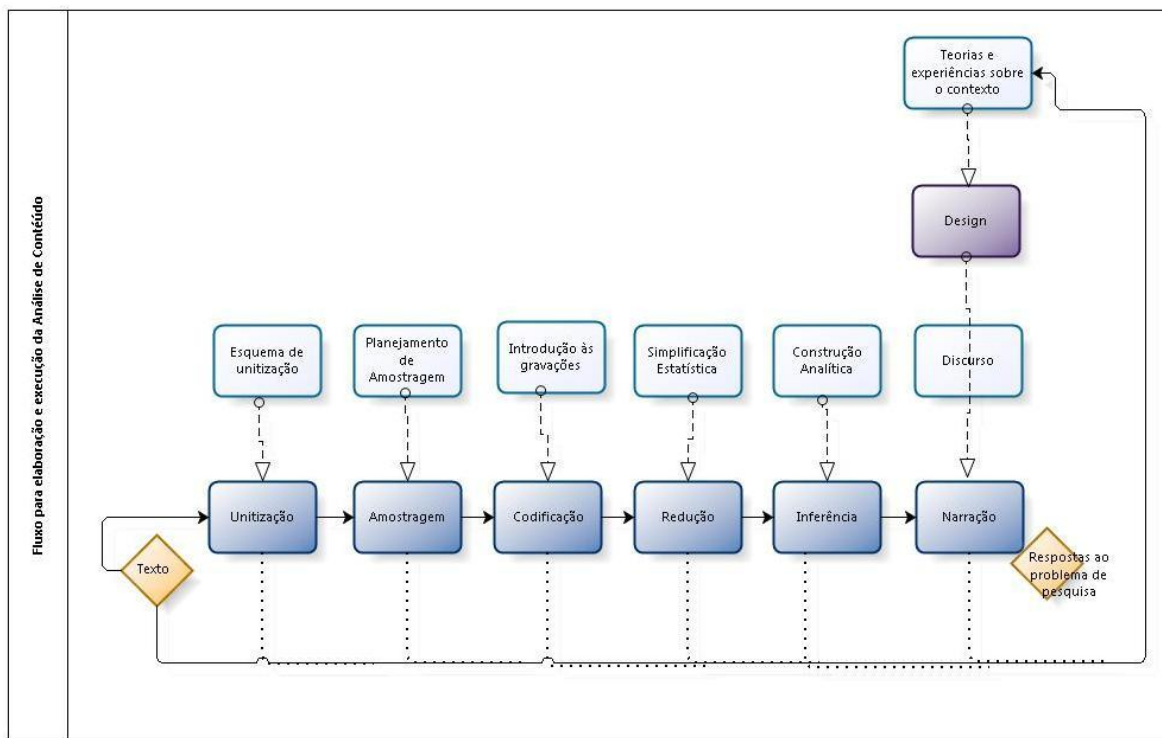 Fluxo para elaboração e execução da Análise de Contéúdo
Teorias e
experiências sobre
o contexto
Design
Esquema de
unitização
Planejamento
de
Amostragem
Introdução às
gravações
Simplificação
Estatística
Construção
Analítica
Discurso
Unitização
Amostragem
Codificação
Redução
Inferência
Narração
Texto
Respostas ao
problema de
pesquisa